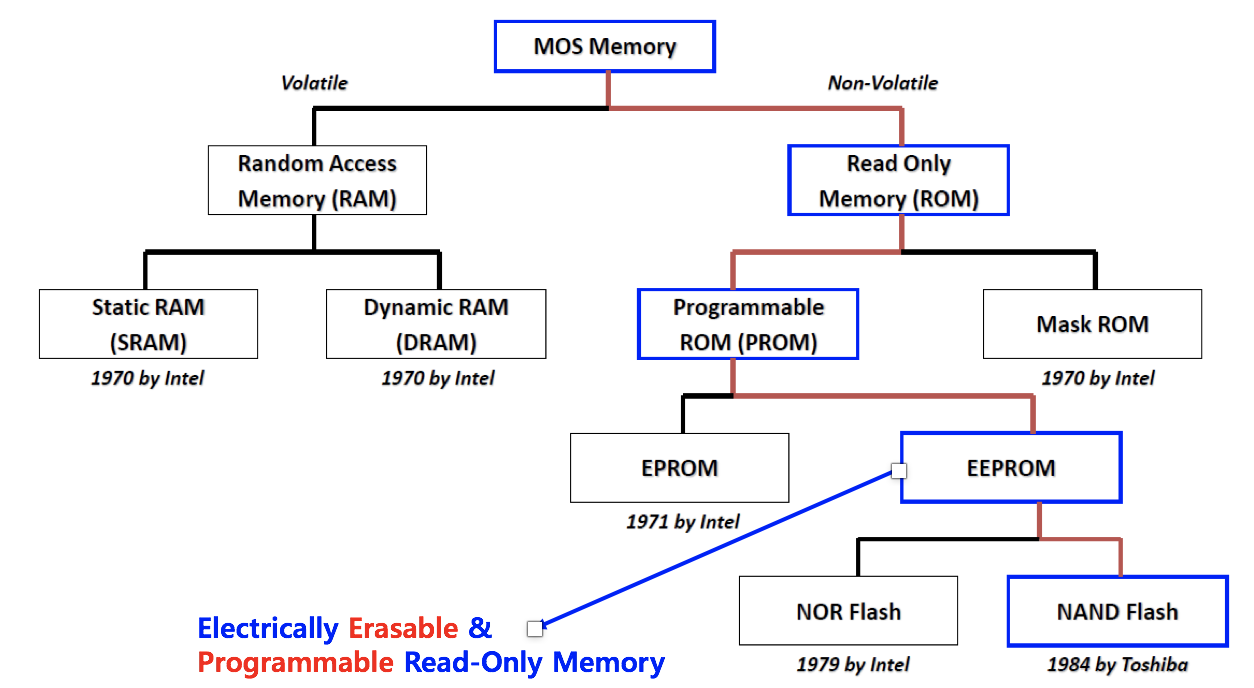 MOS Memory
Volatile
Non-Volatile
Random Access
Memory (RAM)
Read Only
Memory (ROM)
Static RAM
(SRAM)
Dynamic RAM
(DRAM)
Programmable
ROM (PROM)
Mask ROM
1970 by Intel
1970 by Intel
1970 by Intel
EPROM
EEPROM
1971 by Intel
NOR Flash
NAND Flash
1979 by Intel
1984 by Toshiba
Electrically Erasable &
Programmable Read-Only Memory